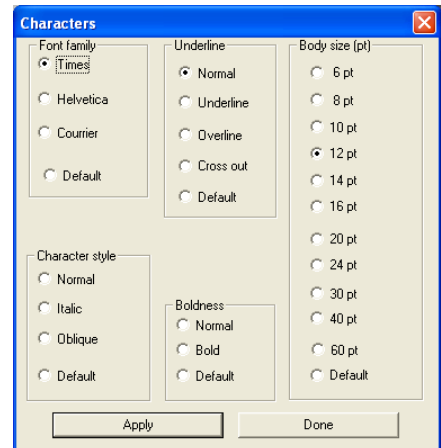 Characters
Font family
Times
Helvetica
Courrier
Default
Underline
Normal
Underline
Overline
Cross out
Default
Body size (pt)
6 pt
8 pt
10 pt
12 pt
14 pt
16 pt
20 pt
24 pt
30 pt
40 pt
60 pt
Default
Character style
Normal
Italic
Oblique
Default
Boldness
Normal
Bold
Default
Apply
Done